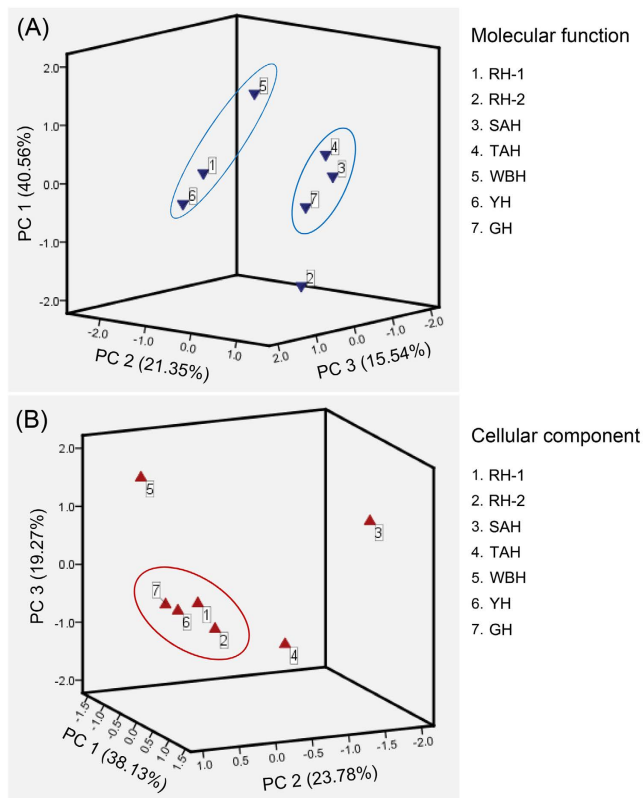 (A)
Molecular function
1. RH-1
2. RH-2
3. SAH
4. TAH
5. WBH
6. YH
7. GH
PC 1 (40.56%)
2.0
1.0
0.0
-1.0
-2.0
5
1
6
4
3
7
2
-2.0
-1.0
0.0
1.0
PC 2 (21.35%)
2.0
1.0
0.0
-1.0
-2.0
PC 3 (15.54%)
(B)
Cellular component
1. RH-1
2. RH-2
3. SAH
4. TAH
5. WBH
6. YH
7. GH
PC 3 (19.27%)
2.0
1.0
0.0
-1.0
-2.0
5
3
7
6
1
2
4
-1.5
-1.0
-0.5
0.0
0.5
1.0
1.5
PC 1 (38.13%)
1.0
0.5
0.0
-0.5
-1.0
-1.5
-2.0
PC 2 (23.78%)